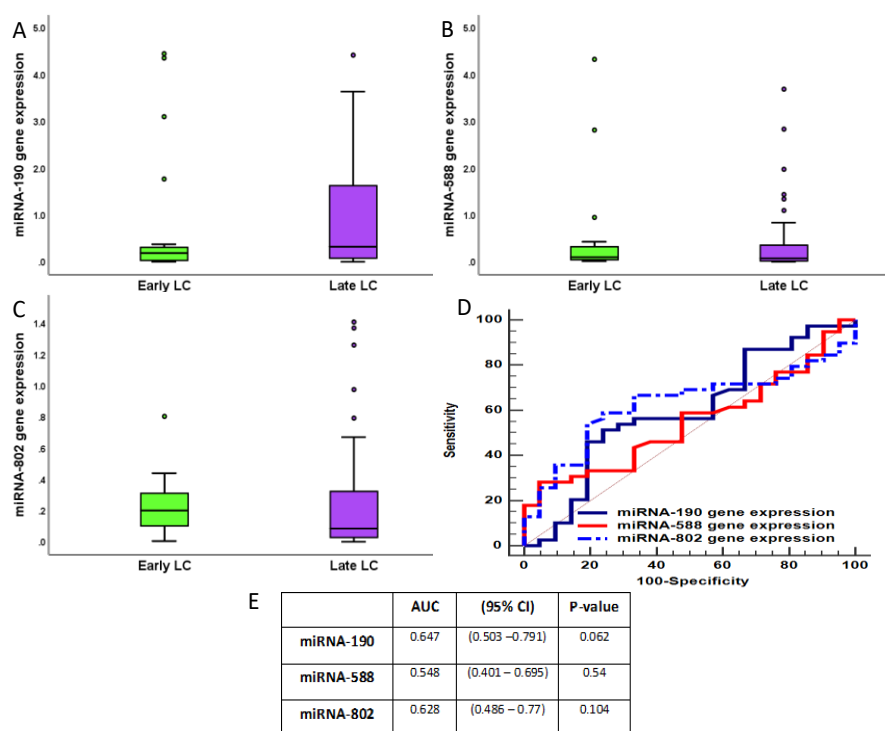 A
miRNA-190 gene expression
5.0
4.0
3.0
2.0
1.0
.0
Early LC
Late LC
B
miRNA-588 gene expression
5.0
4.0
3.0
2.0
1.0
.0
Early LC
Late LC
C
miRNA-802 gene expression
1.4
1.2
1.0
.8
.6
.4
.2
.0
Early LC
Late LC
D
Sensitivity
100
80
60
40
20
0
miRNA-190 gene expression
miRNA-588 gene expression
miRNA-802 gene expression
0 20 40 60 80 100
100-Specificity
E
AUC (95% CI) P-value
miRNA-190 0.647 (0.503 –0.791) 0.062
miRNA-588 0.548 (0.401 – 0.695) 0.54
miRNA-802 0.628 (0.486 – 0.77) 0.104